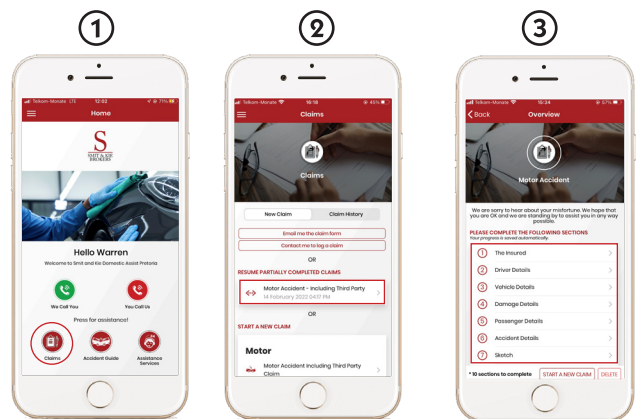 1
Telkom-Monate LTE 12:02 71%
Home
S
SMIT & KIE
BROKERS
Hello Warren
Welcome to Smit and Kie Domestic Assist Pretoria
We Call You
You Call Us
Press for assistance!
Claims
Accident Guide
Assistance
Services
2
Telkom-Monate 16:18 45%
Claims
Claims
New Claim
Claim History
Email me the claim form
Contact me to log a claim
OR
RESUME PARTIALLY COMPLETED CLAIMS
Motor Accident - Including Third Party
14 February 2022 04:17 PM
OR
START A NEW CLAIM
Motor
Motor Accident Including Third Party
Claim
3
Telkom-Monate 10:34 57%
Back
Overview
Motor Accident
We are sorry to hear about your misfortune. We hope that
you are OK and we are standing by to assist you in any way
possible.
PLEASE COMPLETE THE FOLLOWING SECTIONS
Your progress is saved automatically.
1 The Insured
2 Driver Details
3 Vehicle Details
4 Damage Details
5 Passenger Details
6 Accident Details
7 Sketch
* 10 sections to complete
START A NEW CLAIM
DELETE